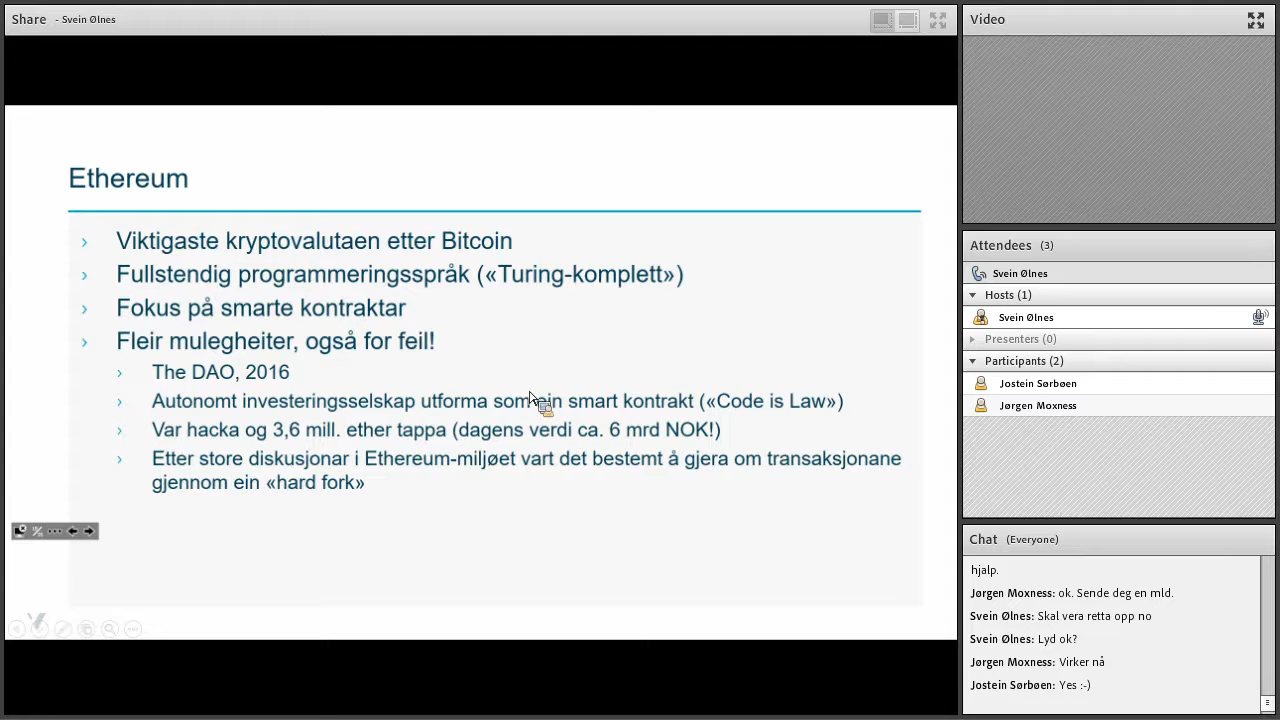 Share - Svein Ølnes
Ethereum
› Viktigaste kryptovalutaen etter Bitcoin
› Fullstendig programmeringsspråk («Turing-komplett»)
› Fokus på smarte kontraktar
› Fleir mulegheiter, også for feil!
› The DAO, 2016
› Autonomt investeringsselskap utforma som ein smart kontrakt («Code is Law»)
› Var hacka og 3,6 mill. ether tappa (dagens verdi ca. 6 mrd NOK!)
› Etter store diskusjonar i Ethereum-miljøet vart det bestemt å gjera om transaksjonane
gjennom ein «hard fork»
Video
Attendees (3)
Svein Ølnes
Hosts (1)
Svein Ølnes
Presenters (0)
Participants (2)
Jostein Sørbøen
Jørgen Moxness
Chat (Everyone)
hjalp.
Jørgen Moxness: ok. Sende deg en mld.
Svein Ølnes: Skal vera retta opp no
Svein Ølnes: Lyd ok?
Jørgen Moxness: Virker nå
Jostein Sørbøen: Yes :-)